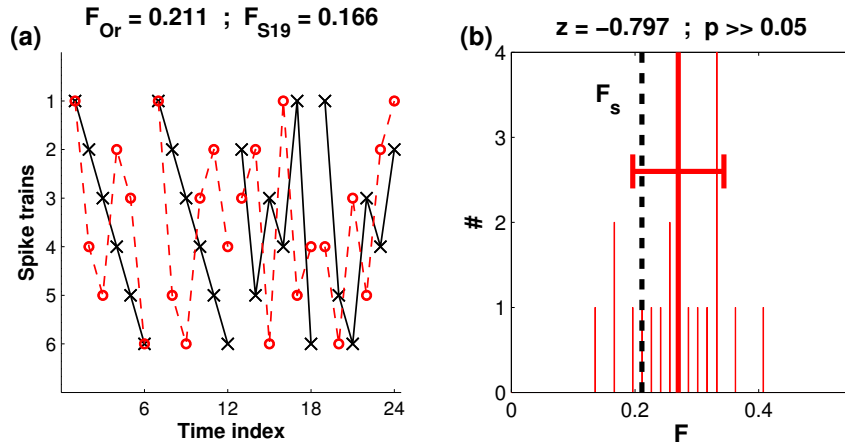 (a)
F_Or = 0.211 ; F_S19 = 0.166
Spike trains
1
2
3
4
5
6
6 12 18 24
Time index
(b)
z = −0.797 ; p >> 0.05
F_s
#
4
3
2
1
0
0 0.2 0.4
F